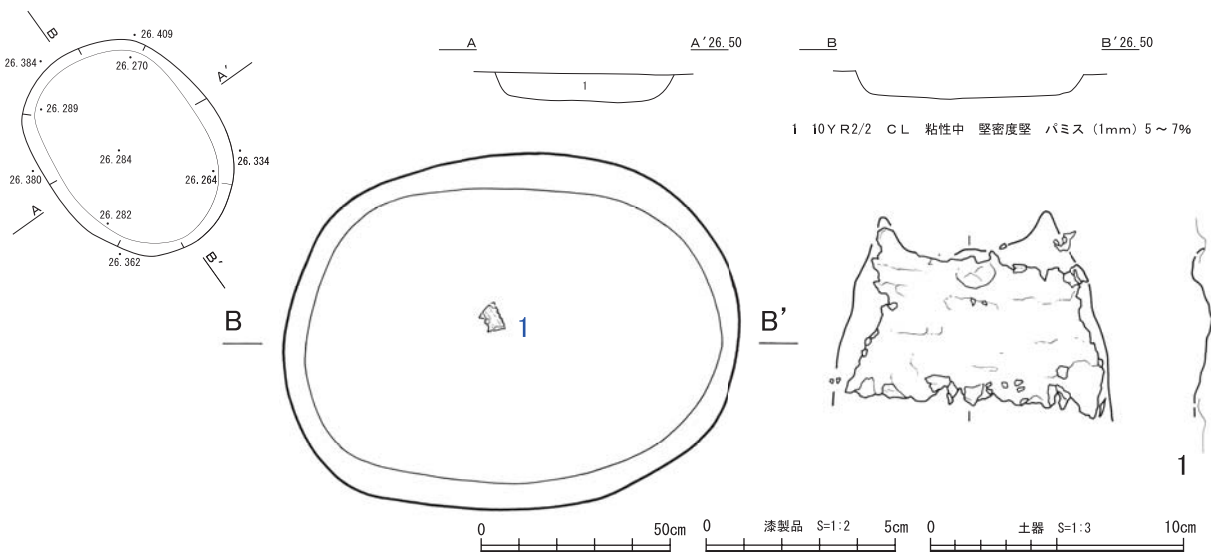 B
26.409
26.270
26.384
A'
26.289
26.284
26.334
26.380
26.264
A
26.282
26.362
B'
A
A'26.50
1
B
B'26.50
1 10YR2/2 CL 粘性中 堅密度堅 パミス (1mm) 5～7%
B
1
B'
1
0 50cm
0 漆製品 S=1:2 5cm
0 土器 S=1:3 10cm